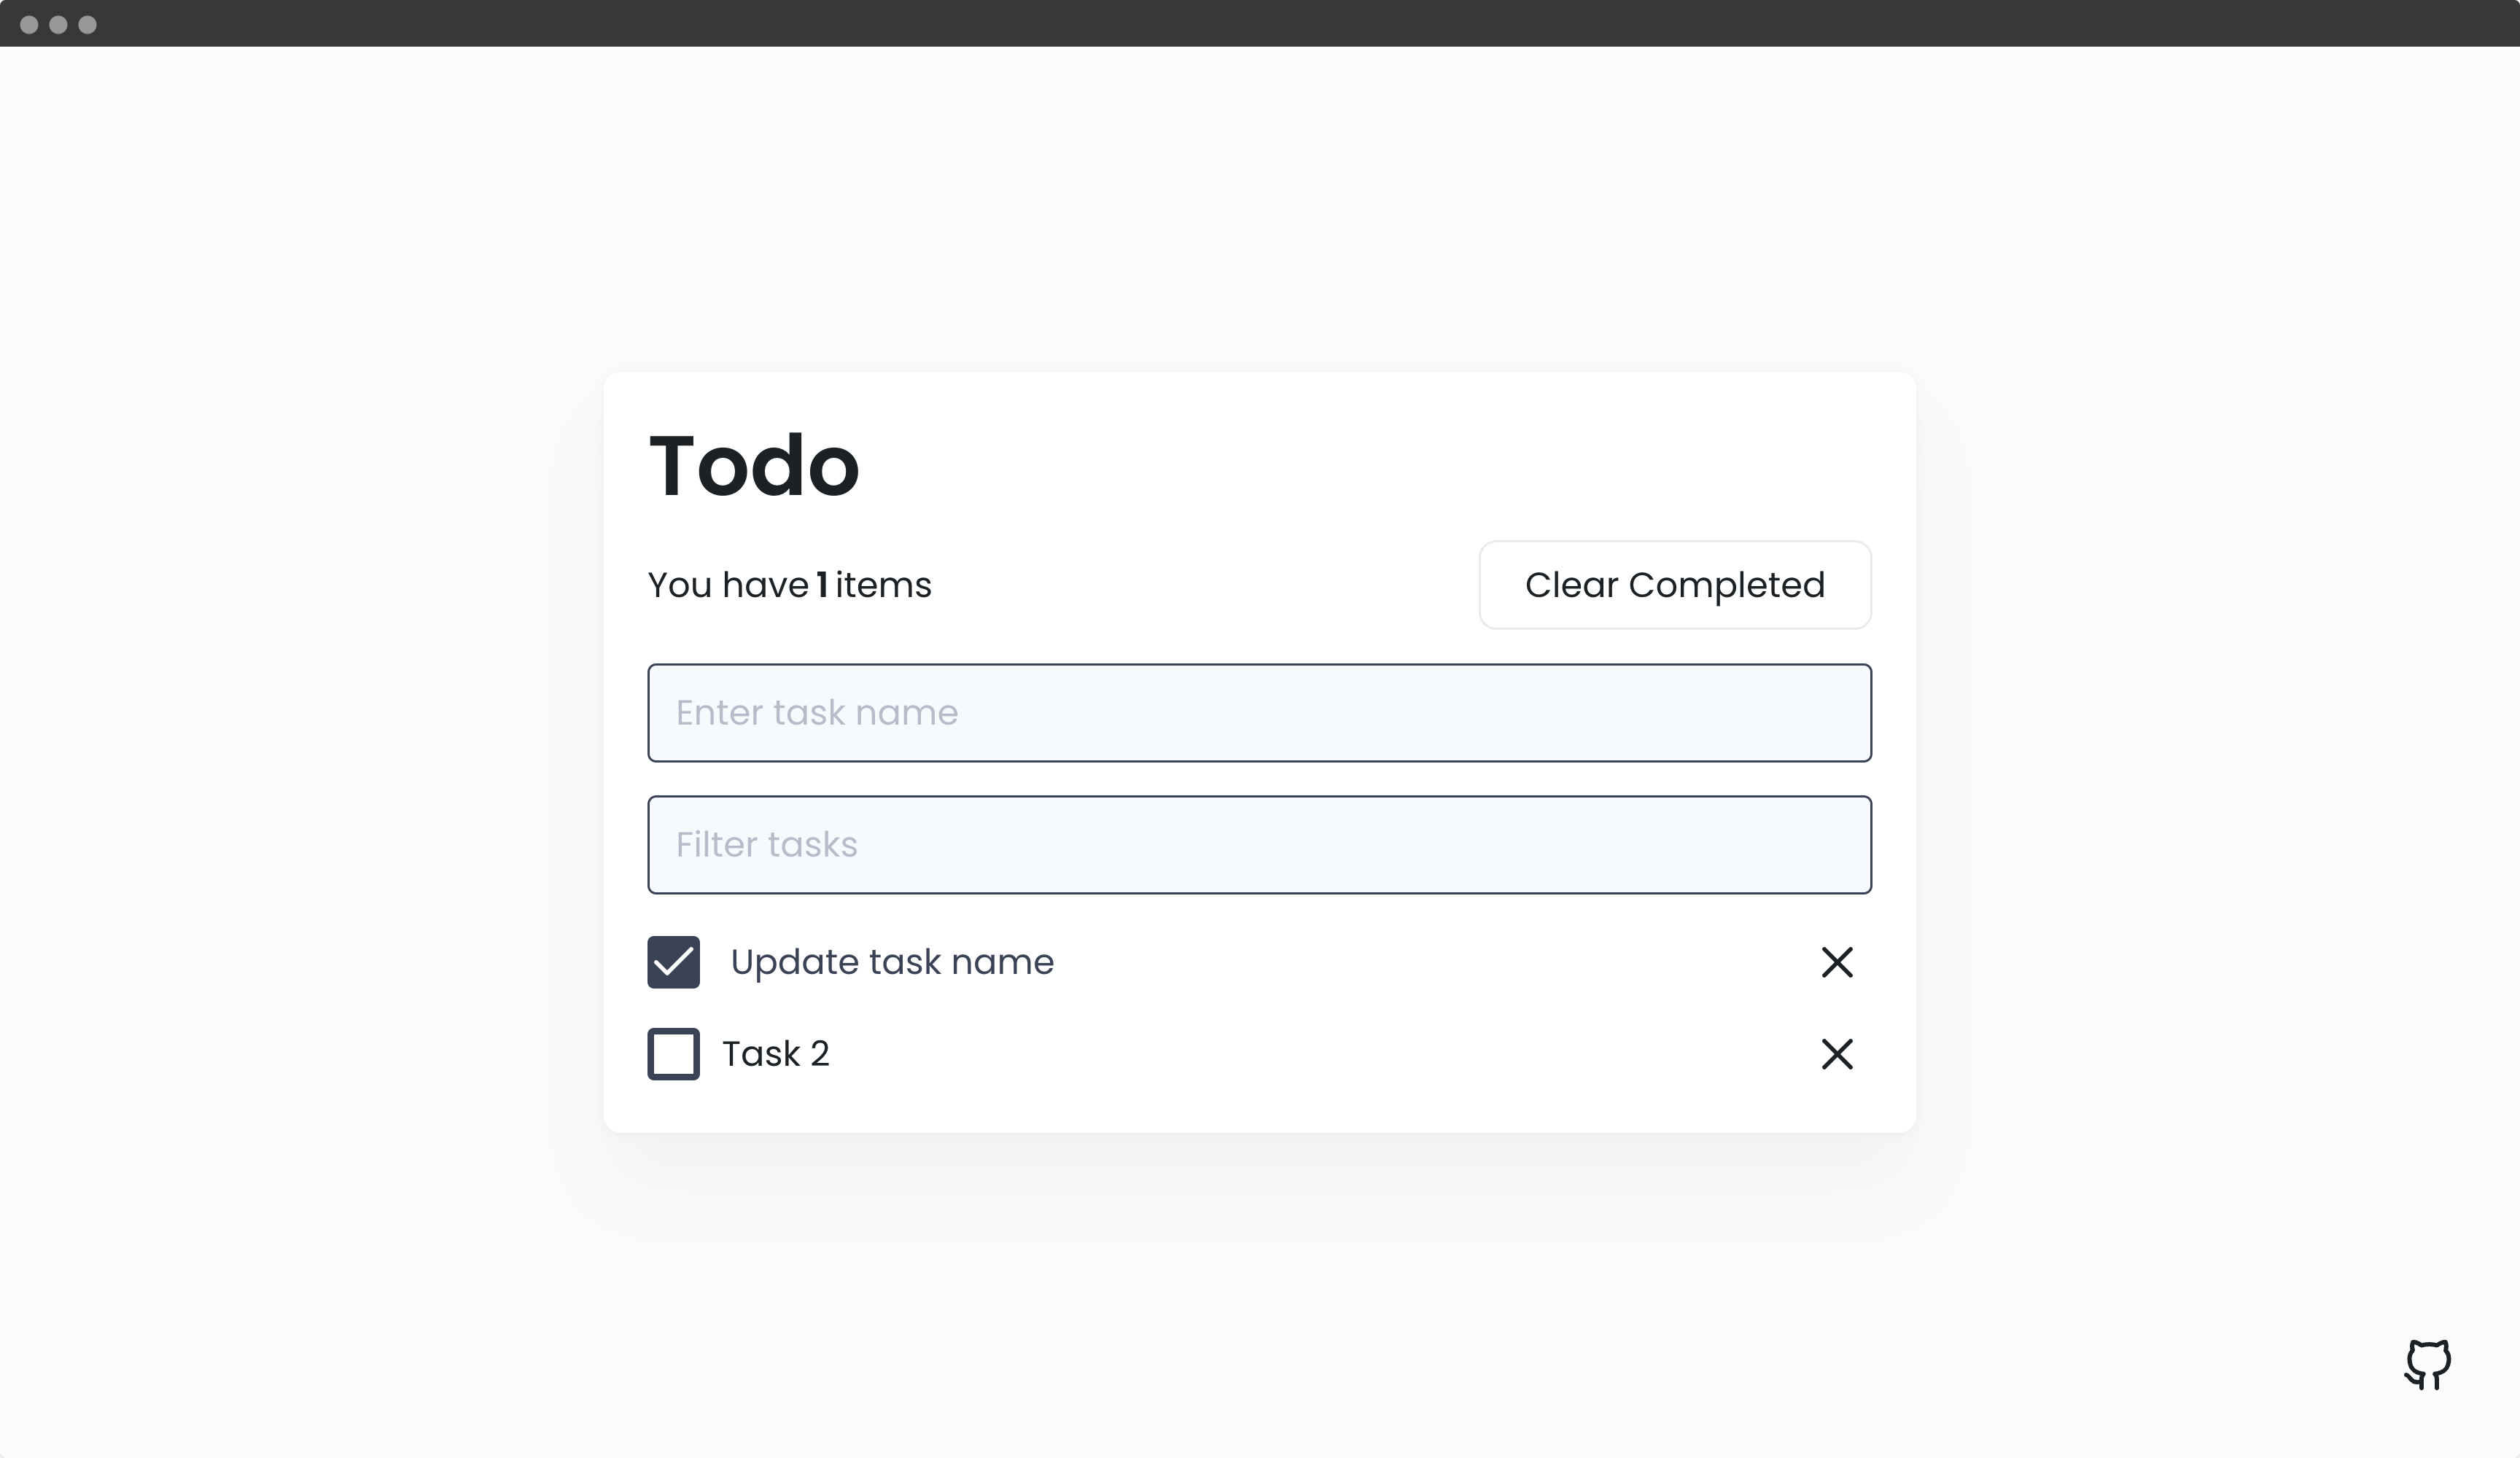 Todo
You have 1 items
Clear Completed
Enter task name
Filter tasks
Update task name
Task 2